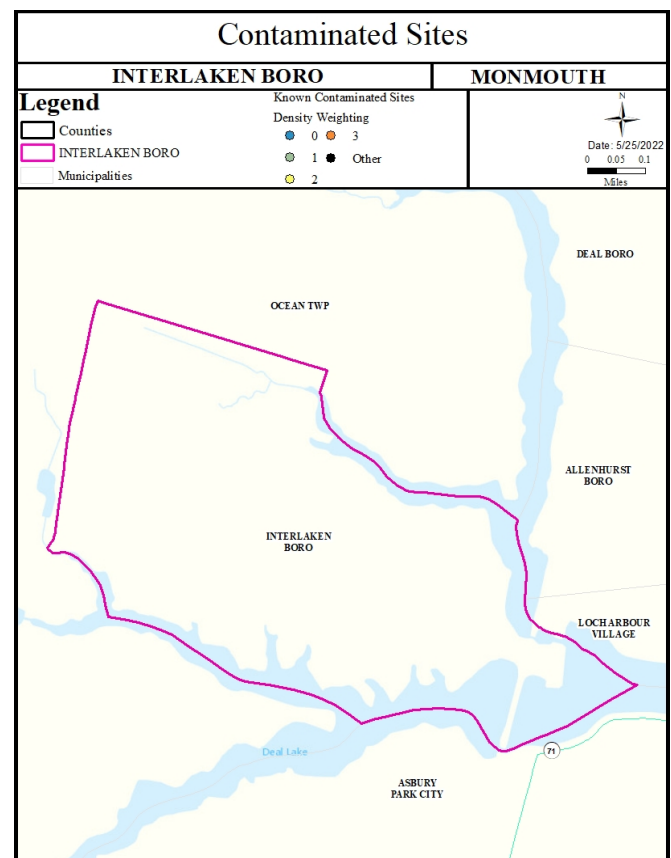 Contaminated Sites
INTERLAKEN BORO
MONMOUTH
Legend
Counties
INTERLAKEN BORO
Municipalities
Known Contaminated Sites
Density Weighting
0 3
1 Other
2
N
Date: 5/25/2022
0 0.05 0.1
Miles
DEAL BORO
OCEAN TWP
ALLENHURST
BORO
INTERLAKEN
BORO
LOCH ARBOUR
VILLAGE
71
Deal Lake
ASBURY
PARK CITY